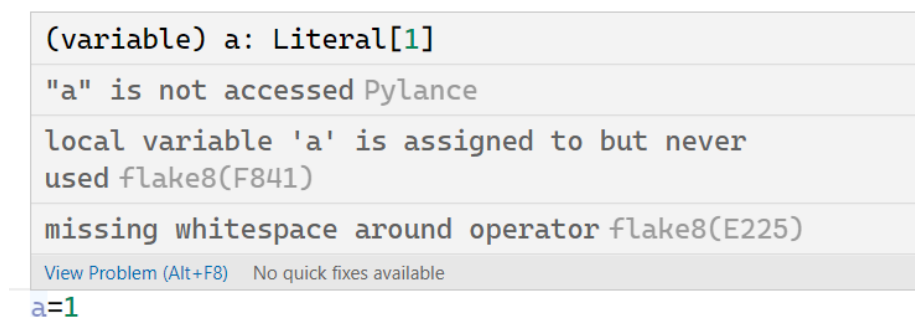 (variable) a: Literal[1]
"a" is not accessed Pylance
local variable 'a' is assigned to but never
used flake8(F841)
missing whitespace around operator flake8(E225)
View Problem (Alt+F8) No quick fixes available
a=1